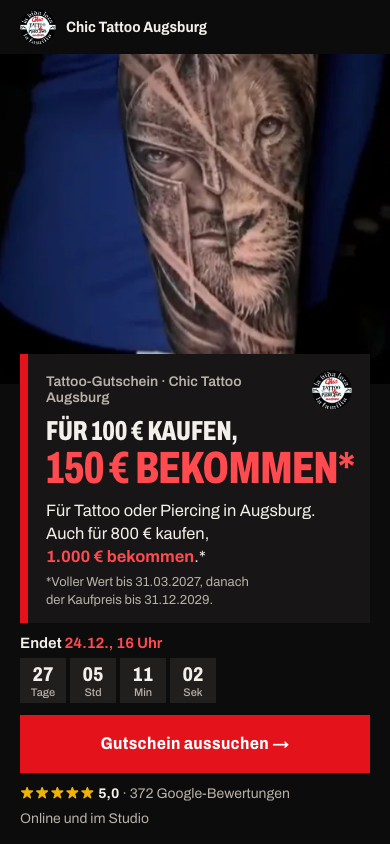 Chic Tattoo Augsburg
Tattoo-Gutschein · Chic Tattoo
Augsburg
FÜR 100 € KAUFEN,
150 € BEKOMMEN*
Für Tattoo oder Piercing in Augsburg.
Auch für 800 € kaufen,
1.000 € bekommen.*
*Voller Wert bis 31.03.2027, danach
der Kaufpreis bis 31.12.2029.
Endet 24.12., 16 Uhr
27 05 11 02
Tage Std Min Sek
Gutschein aussuchen →
★★★★★ 5,0 · 372 Google-Bewertungen
Online und im Studio